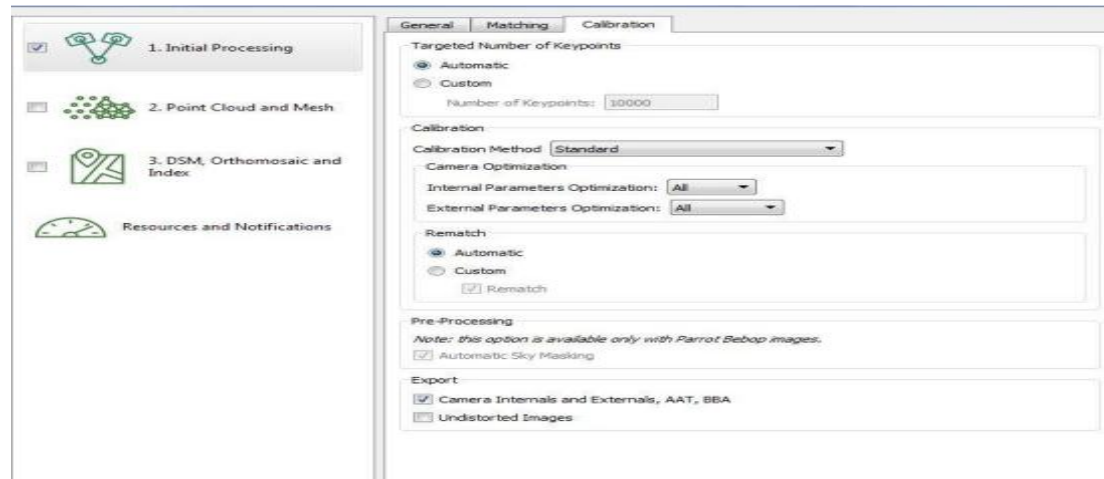 1. Initial Processing
2. Point Cloud and Mesh
3. DSM, Orthomosaic and
Index
Resources and Notifications
General Matching Calibration
Targeted Number of Keypoints
Automatic
Custom
Number of Keypoints: 10000
Calibration
Calibration Method Standard
Camera Optimization
Internal Parameters Optimization: All
External Parameters Optimization: All
Rematch
Automatic
Custom
Rematch
Pre-Processing
Note: this option is available only with Parrot Bebop images.
Automatic Sky Masking
Export
Camera Internals and Externals, AAT, BBA
Undistorted Images